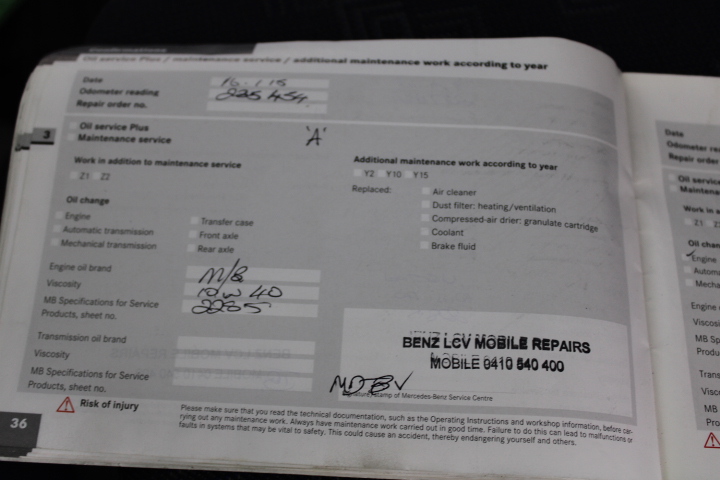 Confirmations
Oil service Plus / maintenance service / additional maintenance work according to year
Date 16.1.15
Odometer reading 225 454
Repair order no.
3
Oil service Plus
Maintenance service 'A'
Work in addition to maintenance service
Z1 Z2
Oil change
Engine
Automatic transmission
Mechanical transmission
Transfer case
Front axle
Rear axle
Additional maintenance work according to year
Y2 Y10 Y15
Replaced:
Air cleaner
Dust filter: heating/ventilation
Compressed-air drier: granulate cartridge
Coolant
Brake fluid
Engine oil brand M/B
Viscosity 10W 40
MB Specifications for Service
Products, sheet no. 2285
Transmission oil brand
Viscosity
MB Specifications for Service
Products, sheet no.
BENZ LCV MOBILE REPAIRS
MOBILE 0410 540 400
stamp of Mercedes-Benz Service Centre
Risk of injury
Please make sure that you read the technical documentation, such as the Operating Instructions and workshop information, before car-
rying out any maintenance work. Always have maintenance work carried out in good time. Failure to do this can lead to malfunctions or
faults in systems that may be vital to safety. This could cause an accident, thereby endangering yourself and others.
36
Date
Odometer
Repair order
Oil service
Work in
Z1
Oil chan
Engine
Autom
Mecha
Engine
Viscosi
MB Sp
Produ
Trans
Visc
MB
Pro